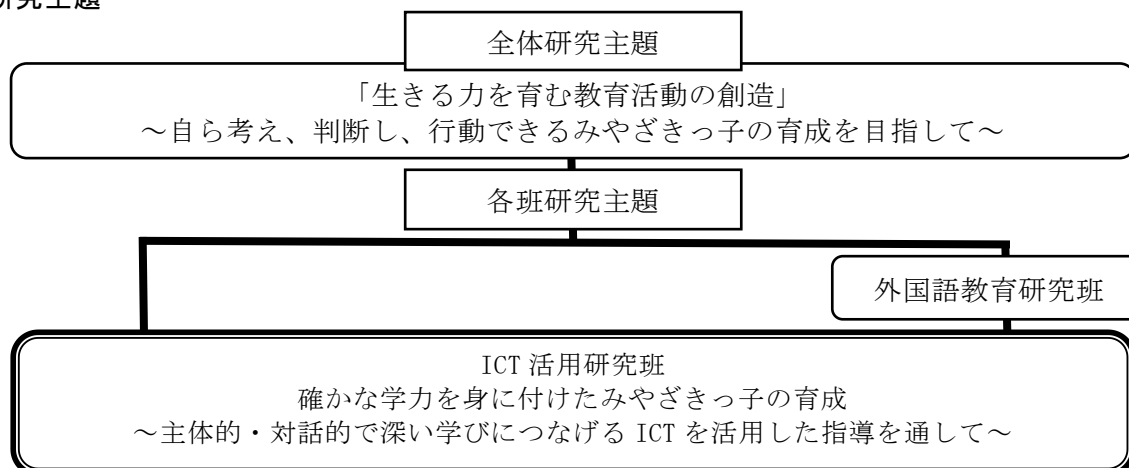 研究主題
全体研究主題
「生きる力を育む教育活動の創造」
～自ら考え、判断し、行動できるみやざきっ子の育成を目指して～
各班研究主題
外国語教育研究班
ICT 活用研究班
確かな学力を身に付けたみやざきっ子の育成
～主体的・対話的で深い学びにつなげる ICT を活用した指導を通して～